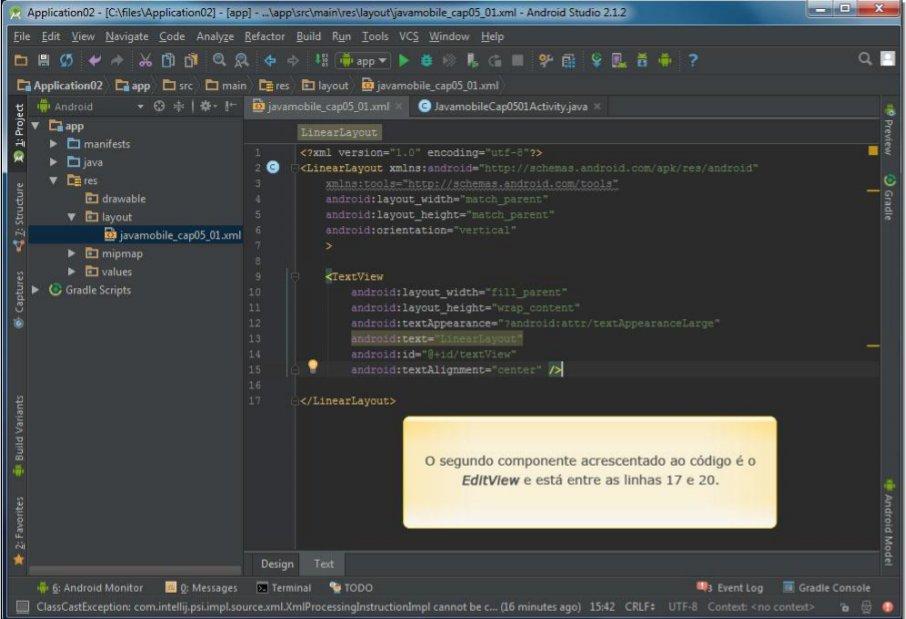 Application02 - [C:\files\Application02] - [app] - ...\app\src\main\res\layout\javamobile_cap05_01.xml - Android Studio 2.1.2
File Edit View Navigate Code Analyze Refactor Build Run Tools VCS Window Help
app
Application02 app src main res layout javamobile_cap05_01.xml
Android
javamobile_cap05_01.xml JavamobileCap0501Activity.java
1: Project
Z: Structure
Captures
Build Variants
2: Favorites
app
manifests
java
res
drawable
layout
javamobile_cap05_01.xml
mipmap
values
Gradle Scripts
LinearLayout
1 <?xml version="1.0" encoding="utf-8"?>
2 <LinearLayout xmlns:android="http://schemas.android.com/apk/res/android"
3 xmlns:tools="http://schemas.android.com/tools"
4 android:layout_width="match_parent"
5 android:layout_height="match_parent"
6 android:orientation="vertical"
7 >
8
9 <TextView
10 android:layout_width="fill_parent"
11 android:layout_height="wrap_content"
12 android:textAppearance="?android:attr/textAppearanceLarge"
13 android:text="LinearLayout"
14 android:id="@+id/textView"
15 android:textAlignment="center" />
16
17 </LinearLayout>
O segundo componente acrescentado ao código é o
EditView e está entre as linhas 17 e 20.
Preview
Gradle
Android Model
Design Text
6: Android Monitor 0: Messages Terminal TODO
3 Event Log Gradle Console
ClassCastException: com.intellij.psi.impl.source.xml.XmlProcessingInstructionImpl cannot be c... (16 minutes ago) 15:42 CRLF UTF-8 Context: <no context>